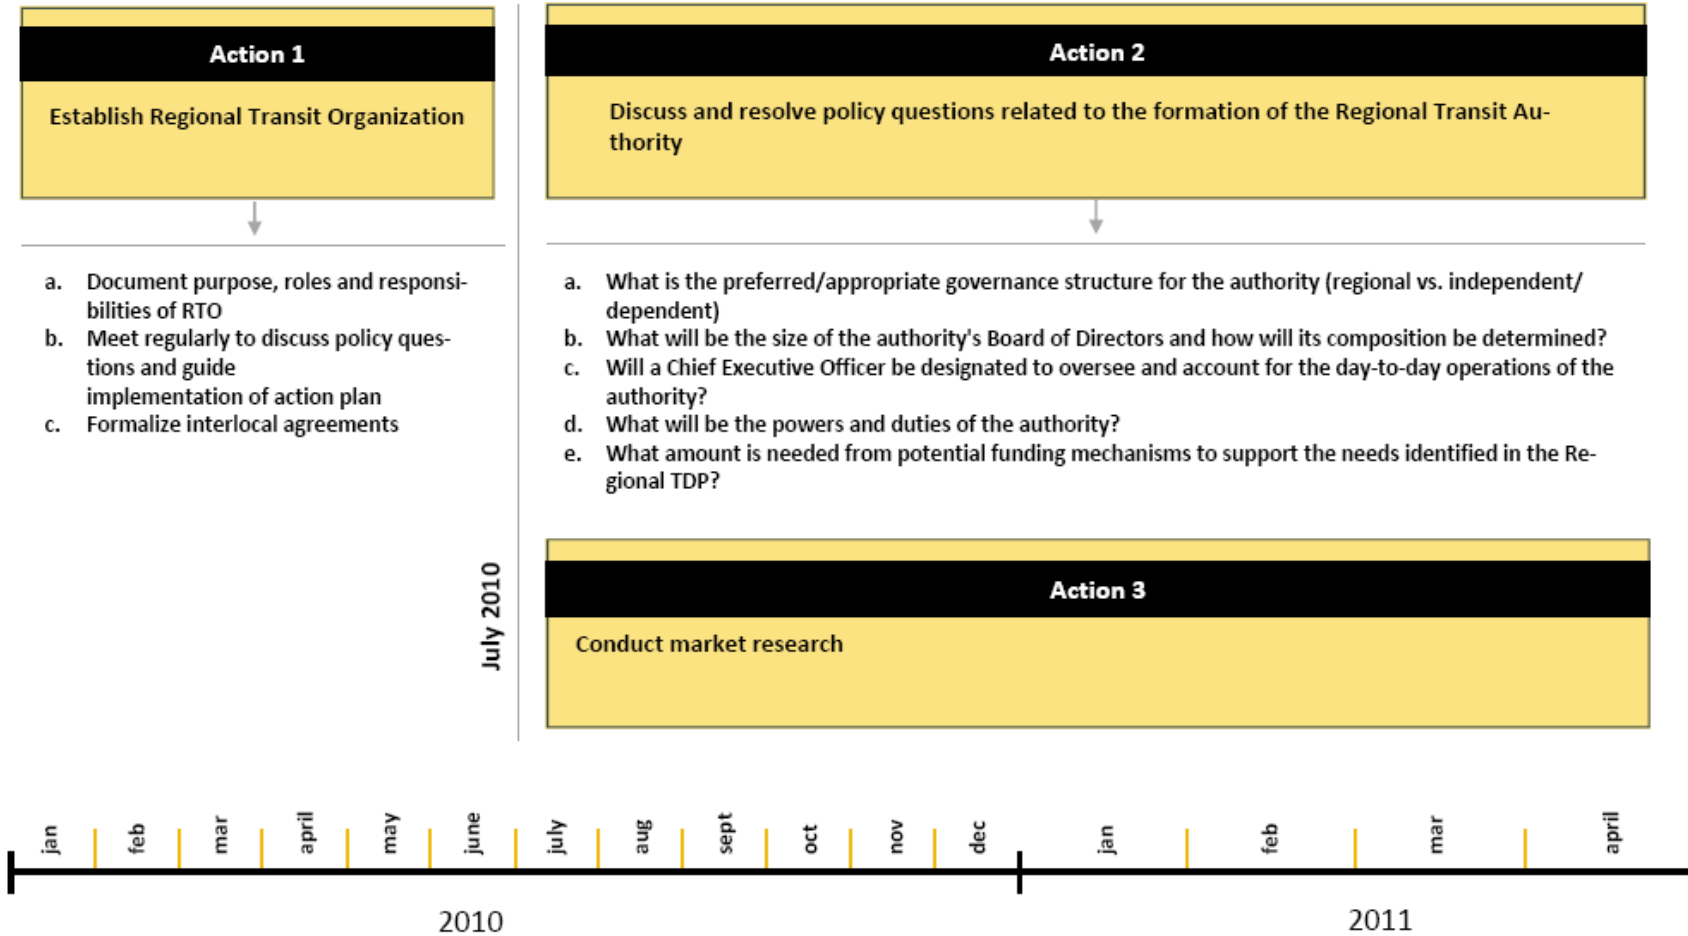 Action 1
Establish Regional Transit Organization
a. Document purpose, roles and responsi-
bilities of RTO
b. Meet regularly to discuss policy ques-
tions and guide
implementation of action plan
c. Formalize interlocal agreements
July 2010
Action 2
Discuss and resolve policy questions related to the formation of the Regional Transit Au-
thority
a. What is the preferred/appropriate governance structure for the authority (regional vs. independent/
dependent)
b. What will be the size of the authority's Board of Directors and how will its composition be determined?
c. Will a Chief Executive Officer be designated to oversee and account for the day-to-day operations of the
authority?
d. What will be the powers and duties of the authority?
e. What amount is needed from potential funding mechanisms to support the needs identified in the Re-
gional TDP?
Action 3
Conduct market research
jan feb mar april may june july aug sept oct nov dec jan feb mar april
2010 2011